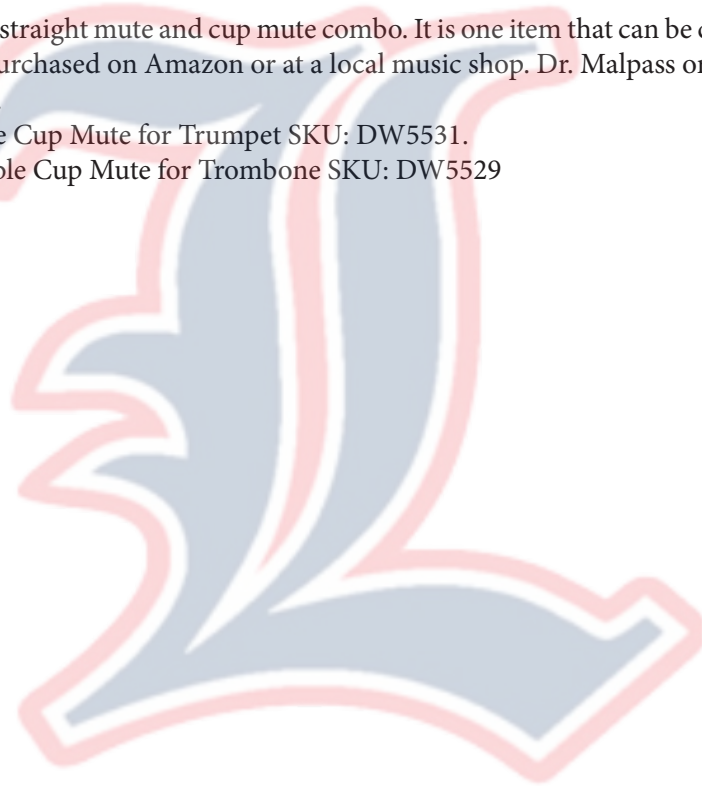 straight mute and cup mute combo. It is one item that can be
urchased on Amazon or at a local music shop. Dr. Malpass or
e Cup Mute for Trumpet SKU: DW5531.
ole Cup Mute for Trombone SKU: DW5529
L